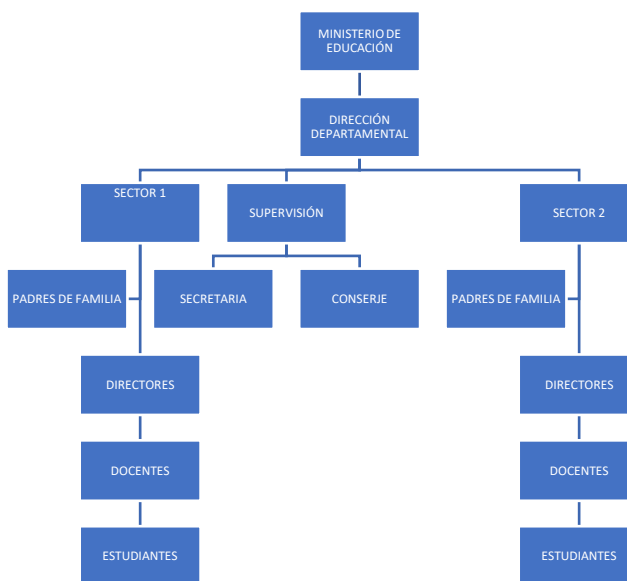 MINISTERIO DE
EDUCACIÓN
DIRECCIÓN
DEPARTAMENTAL
SECTOR 1
SUPERVISIÓN
SECTOR 2
PADRES DE FAMILIA
SECRETARIA
CONSERJE
PADRES DE FAMILIA
DIRECTORES
DIRECTORES
DOCENTES
DOCENTES
ESTUDIANTES
ESTUDIANTES